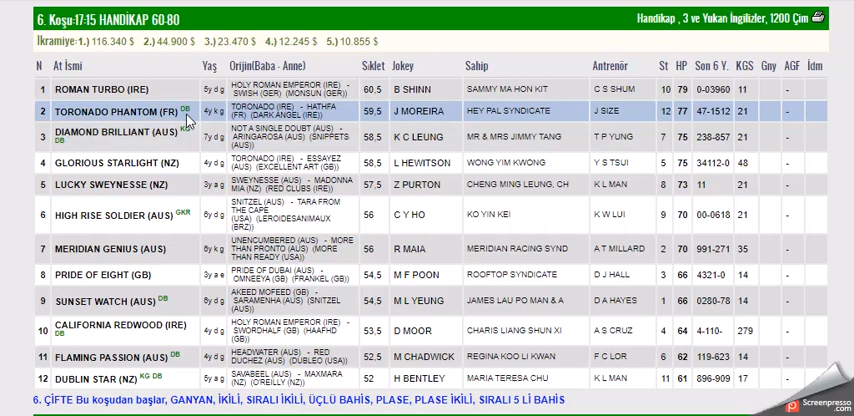 6. Koşu:17:15 HANDİKAP 60-80 Handikap , 3 ve Yukarı İngilizler, 1200 Çim
İkramiye: 1.) 116.340 $ 2.) 44.900 $ 3.) 23.470 $ 4.) 12.245 $ 5.) 10.855 $
N At İsmi Yaş Orijin(Baba - Anne) Sıklet Jokey Sahip Antrenör St HP Son 6 Y. KGS Gny AGF İdm
1 ROMAN TURBO (IRE) 5y d g HOLY ROMAN EMPEROR (IRE) - SWISH (GER) (MONSUN (GER)) 60,5 B SHINN SAMMY MA HON KIT C S SHUM 10 79 0-03960 11 -
2 TORONADO PHANTOM (FR) DB 4y k g TORONADO (IRE) - HATHFA (FR) (DARK ANGEL (IRE)) 59,5 J MOREIRA HEY PAL SYNDICATE J SIZE 12 77 47-1512 21 -
3 DIAMOND BRILLIANT (AUS) KG DB 7y d g NOT A SINGLE DOUBT (AUS) - ARINGAROSA (AUS) (SNIPPETS (AUS)) 58,5 K C LEUNG MR & MRS JIMMY TANG T P YUNG 7 75 238-857 21 -
4 GLORIOUS STARLIGHT (NZ) 4y d g TORONADO (IRE) - ESSAYEZ (AUS) (EXCELLENT ART (GB)) 58,5 L HEWITSON WONG YIM KWONG Y S TSUI 5 75 34112-0 48 -
5 LUCKY SWEYNESSE (NZ) 3y a g SWEYNESSE (AUS) - MADONNA MIA (NZ) (RED CLUBS (IRE)) 57,5 Z PURTON CHENG MING LEUNG, CH K L MAN 8 73 11 21 -
6 HIGH RISE SOLDIER (AUS) GKR 6y d g SNITZEL (AUS) - TARA FROM THE CAPE (USA) (LEROIDESANIMAUX (BRZ)) 56 C Y HO KO YIN KEI K W LUI 9 70 00-0618 21 -
7 MERIDIAN GENIUS (AUS) 6y k g UNENCUMBERED (AUS) - MORE THAN PRONTO (AUS) (MORE THAN READY (USA)) 56 R MAIA MERIDIAN RACING SYND A T MILLARD 2 70 991-271 35 -
8 PRIDE OF EIGHT (GB) 3y a e PRIDE OF DUBAI (AUS) - OMNEEYA (GB) (FRANKEL (GB)) 54,5 M F POON ROOFTOP SYNDICATE D J HALL 3 66 4321-0 14 -
9 SUNSET WATCH (AUS) DB 6y d g AKEED MOFEED (GB) - SARAMENHA (AUS) (SNITZEL (AUS)) 54,5 M L YEUNG JAMES LAU PO MAN & A D A HAYES 1 66 0280-78 14 -
10 CALIFORNIA REDWOOD (IRE) DB 4y d g HOLY ROMAN EMPEROR (IRE) - SWORDHALF (GB) (HAAFHD (GB)) 53,5 D MOOR CHARIS LIANG SHUN XI A S CRUZ 4 64 4-110- 279 -
11 FLAMING PASSION (AUS) DB 4y d g HEADWATER (AUS) - RED DUCHEZ (AUS) (DUBLEO (USA)) 52,5 M CHADWICK REGINA KOO LI KWAN F C LOR 6 62 119-623 14 -
12 DUBLIN STAR (NZ) KG DB 5y a g SAVABEEL (AUS) - MAXMARA (NZ) (O'REILLY (NZ)) 52 H BENTLEY MARIA TERESA CHU K L MAN 11 61 896-909 17 -
6. ÇİFTE Bu koşudan başlar, GANYAN, İKİLİ, SIRALI İKİLİ, ÜÇLÜ BAHİS, PLASE, PLASE İKİLİ, SIRALI 5 Lİ BAHİS
Screenpresso